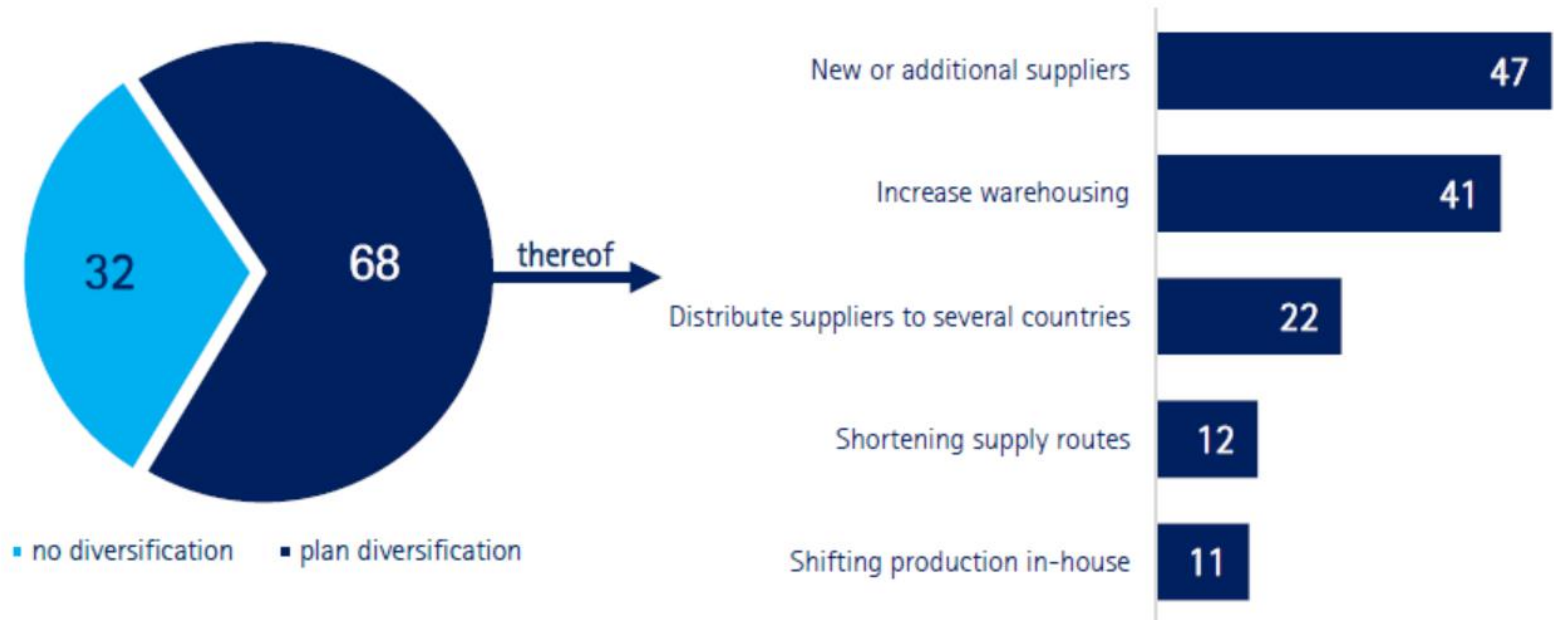 32
68
thereof
no diversification
plan diversification
New or additional suppliers
47
Increase warehousing
41
Distribute suppliers to several countries
22
Shortening supply routes
12
Shifting production in-house
11